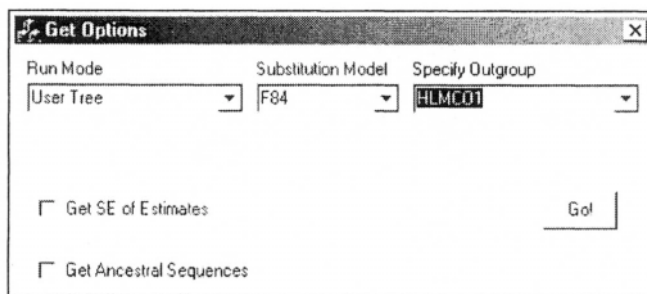 Get Options
Run Mode Substitution Model Specify Outgroup
User Tree F84 HLMCO1
Get SE of Estimates Go!
Get Ancestral Sequences